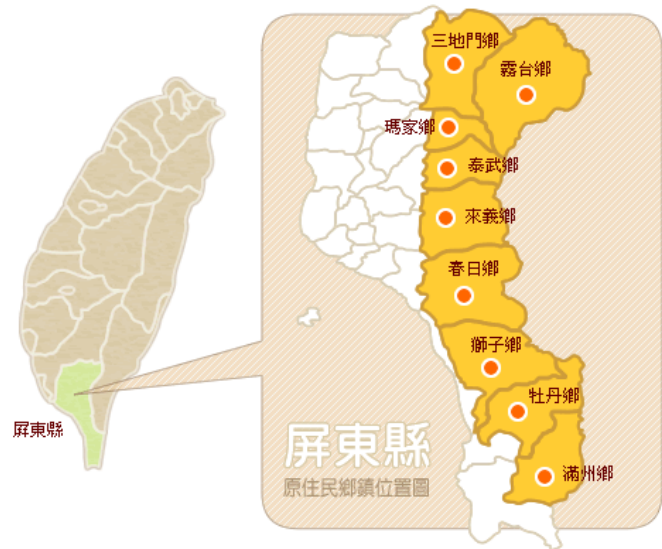 三地門鄉
霧台鄉
瑪家鄉
泰武鄉
來義鄉
春日鄉
獅子鄉
牡丹鄉
滿州鄉
屏東縣
屏東縣
原住民鄉鎮位置圖